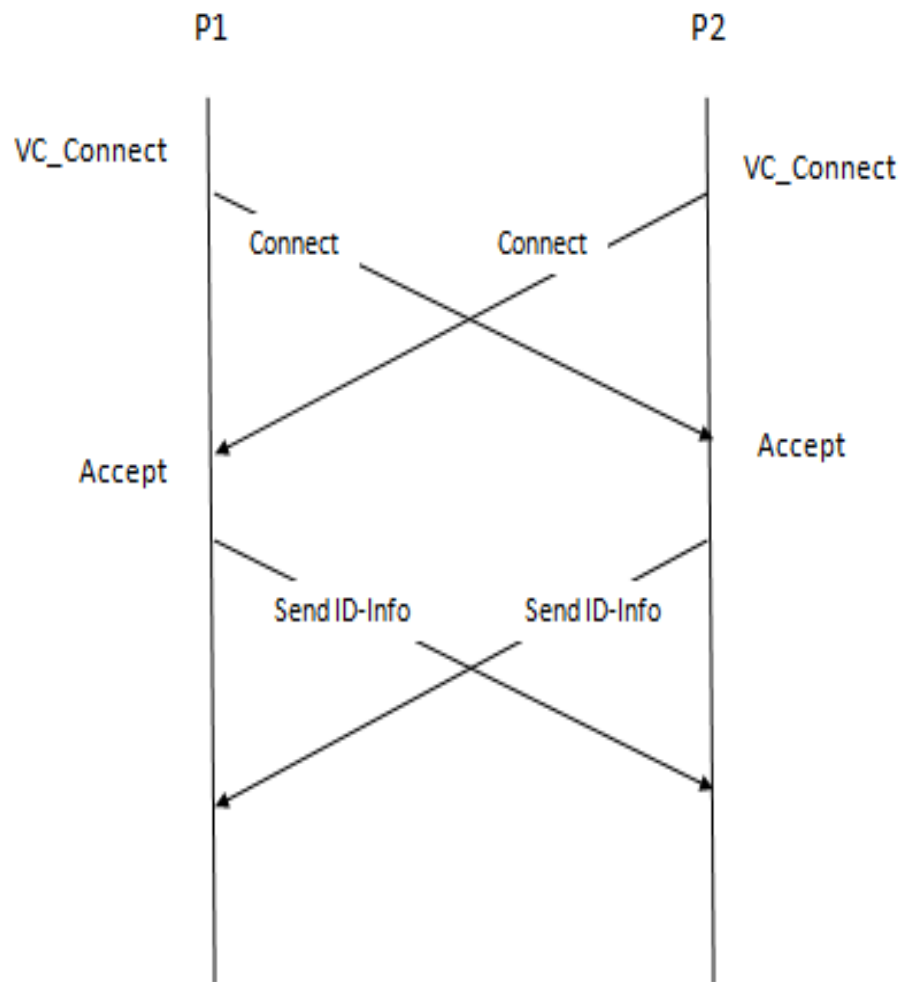 P1
P2
VC_Connect
VC_Connect
Connect
Connect
Accept
Accept
Send ID-Info
Send ID-Info